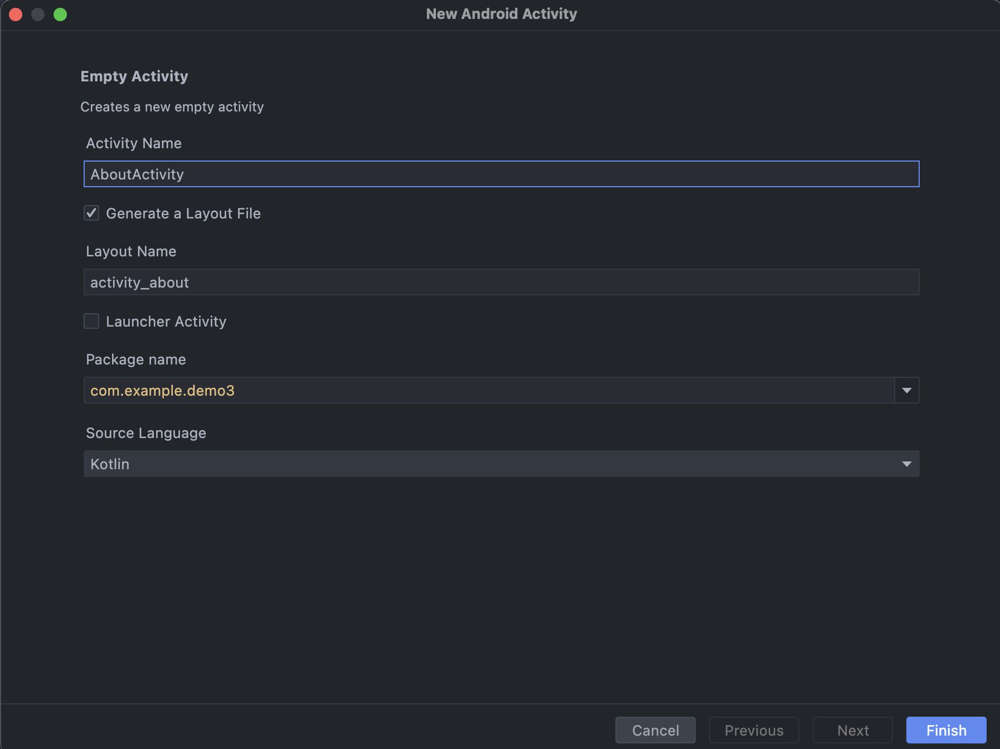 New Android Activity
Empty Activity
Creates a new empty activity
Activity Name
AboutActivity
Generate a Layout File
Layout Name
activity_about
Launcher Activity
Package name
com.example.demo3
Source Language
Kotlin
Cancel Previous Next Finish